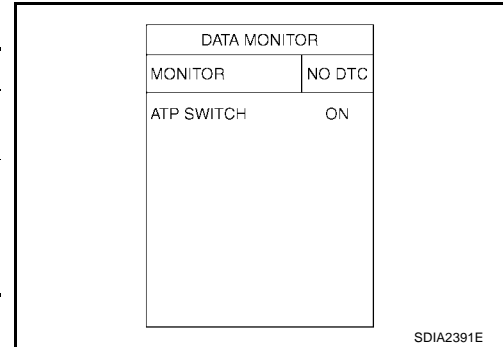 DATA MONITOR
MONITOR NO DTC
ATP SWITCH ON
SDIA2391E